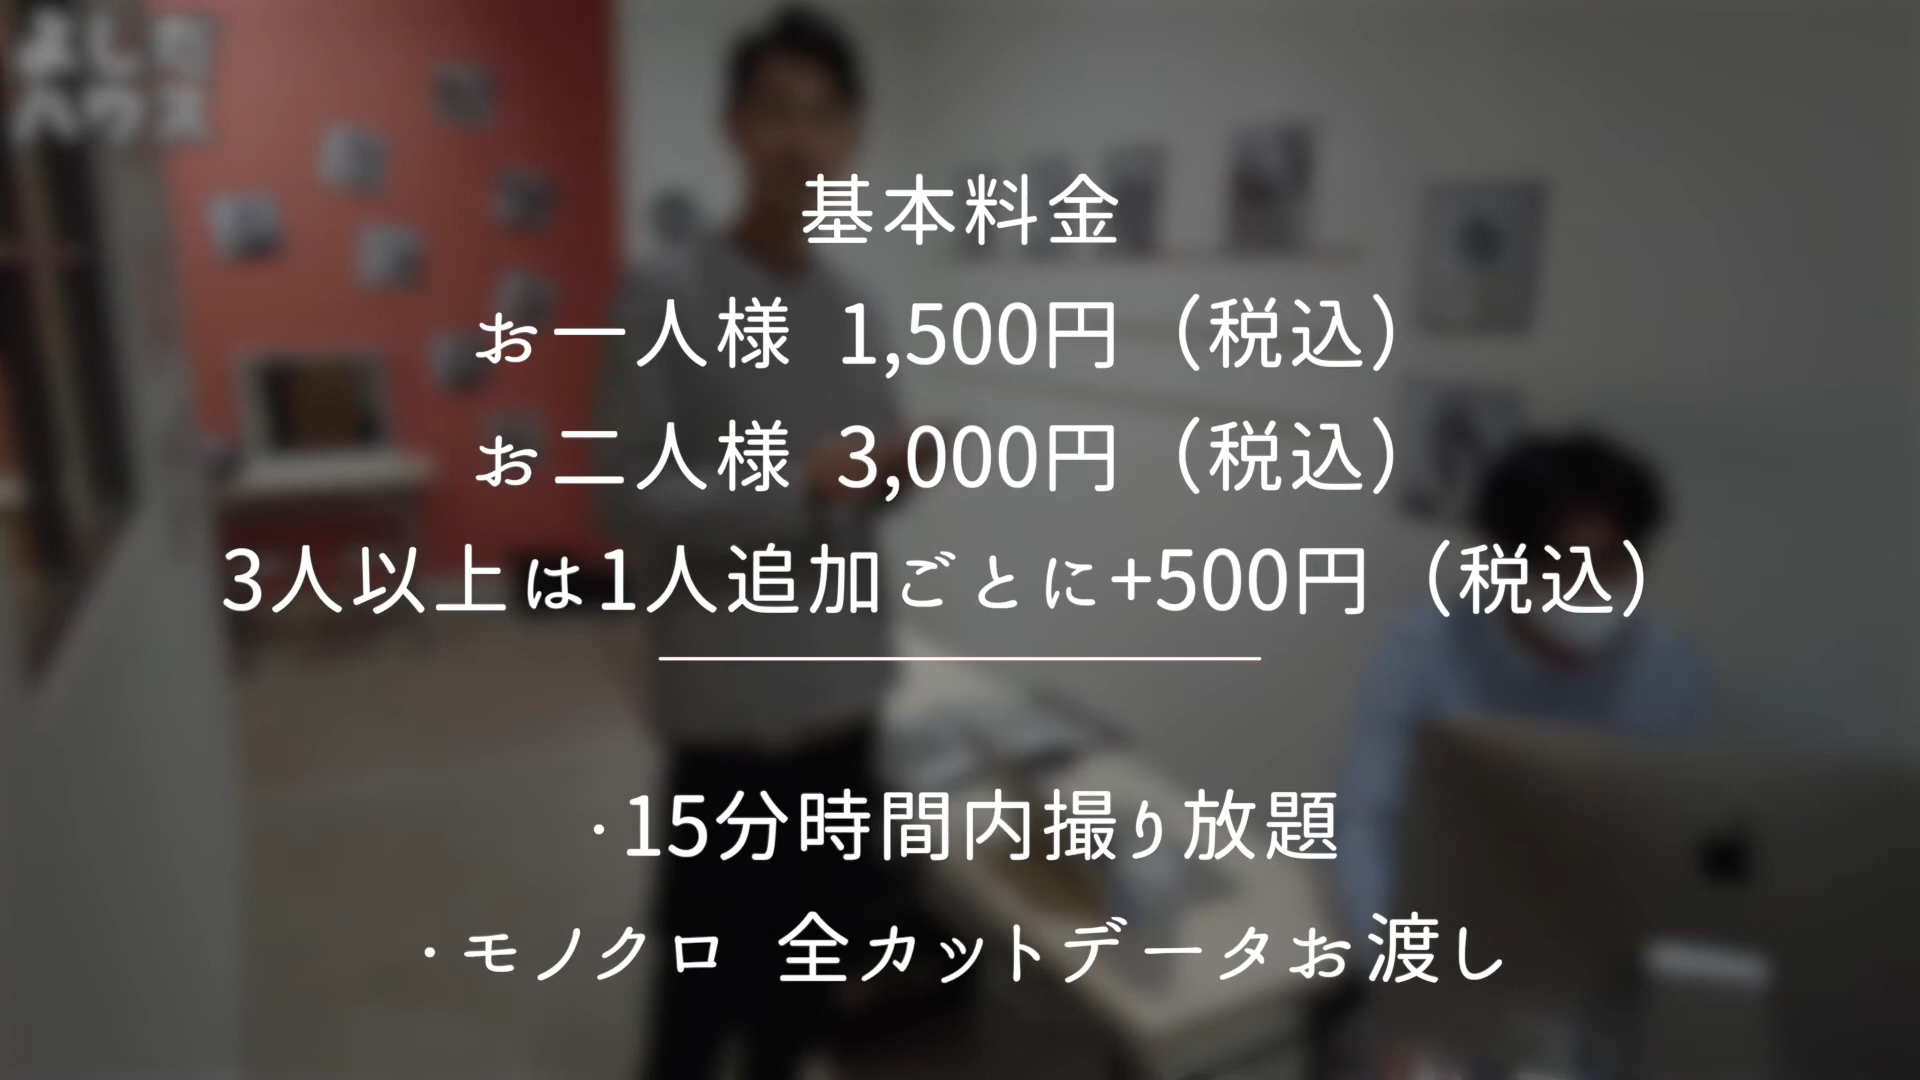 基本料金
お一人様 1,500円（税込）
お二人様 3,000円（税込）
3人以上は1人追加ごとに+500円（税込）
・15分時間内撮り放題
・モノクロ 全カットデータお渡し